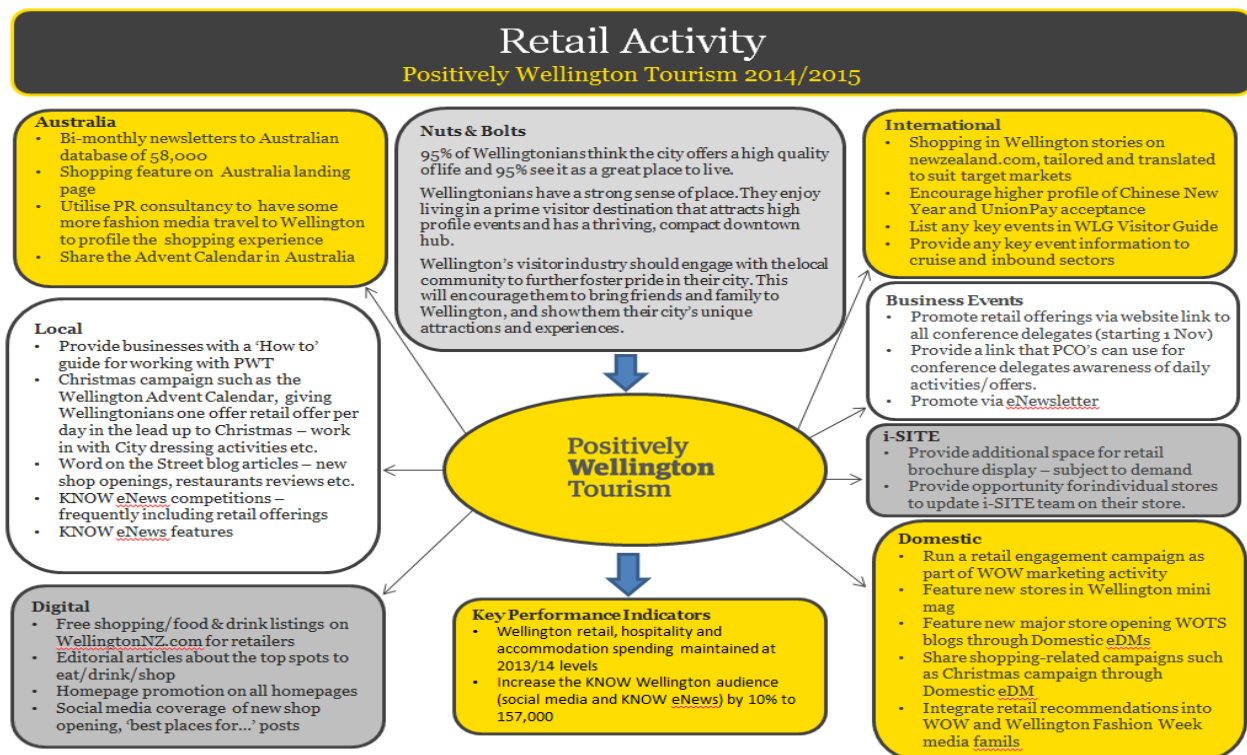 Retail Activity
Positively Wellington Tourism 2014/2015
Australia
• Bi-monthly newsletters to Australian
database of 58,000
• Shopping feature on Australia landing
page
• Utilise PR consultancy to have some
more fashion media travel to Wellington
to profile the shopping experience
• Share the Advent Calendar in Australia
Nuts & Bolts
95% of Wellingtonians think the city offers a high quality
of life and 95% see it as a great place to live.
Wellingtonians have a strong sense of place. They enjoy
living in a prime visitor destination that attracts high
profile events and has a thriving, compact downtown
hub.
Wellington's visitor industry should engage with the local
community to further foster pride in their city. This
will encourage them to bring friends and family to
Wellington, and show them their city's unique
attractions and experiences.
International
• Shopping in Wellington stories on
newzealand.com, tailored and translated
to suit target markets
• Encourage higher profile of Chinese New
Year and UnionPay acceptance
• List any key events in WLG Visitor Guide
• Provide any key event information to
cruise and inbound sectors
Local
• Provide businesses with a 'How to'
guide for working with PWT
• Christmas campaign such as the
Wellington Advent Calendar, giving
Wellingtonians one offer retail offer per
day in the lead up to Christmas – work
in with City dressing activities etc.
• Word on the Street blog articles – new
shop openings, restaurants reviews etc.
• KNOW eNews competitions –
frequently including retail offerings
• KNOW eNews features
Positively
Wellington
Tourism
Business Events
• Promote retail offerings via website link to
all conference delegates (starting 1 Nov)
• Provide a link that PCO's can use for
conference delegates awareness of daily
activities/offers.
• Promote via eNewsletter
i-SITE
• Provide additional space for retail
brochure display – subject to demand
• Provide opportunity for individual stores
to update i-SITE team on their store.
Digital
• Free shopping/food & drink listings on
WellingtonNZ.com for retailers
• Editorial articles about the top spots to
eat/drink/shop
• Homepage promotion on all homepages
• Social media coverage of new shop
opening, 'best places for...' posts
Key Performance Indicators
• Wellington retail, hospitality and
accommodation spending maintained at
2013/14 levels
• Increase the KNOW Wellington audience
(social media and KNOW eNews) by 10% to
157,000
Domestic
• Run a retail engagement campaign as
part of WOW marketing activity
• Feature new stores in Wellington mini
mag
• Feature new major store opening WOTS
blogs through Domestic eDMs
• Share shopping-related campaigns such
as Christmas campaign through
Domestic eDM
• Integrate retail recommendations into
WOW and Wellington Fashion Week
media famils